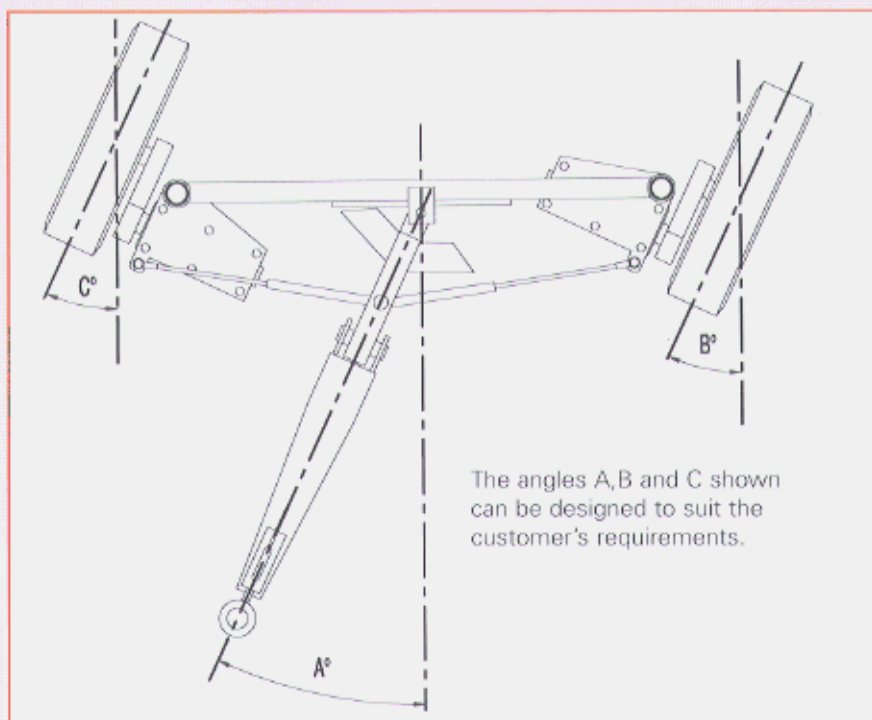 C°
B°
The angles A,B and C shown
can be designed to suit the
customer's requirements.
A°